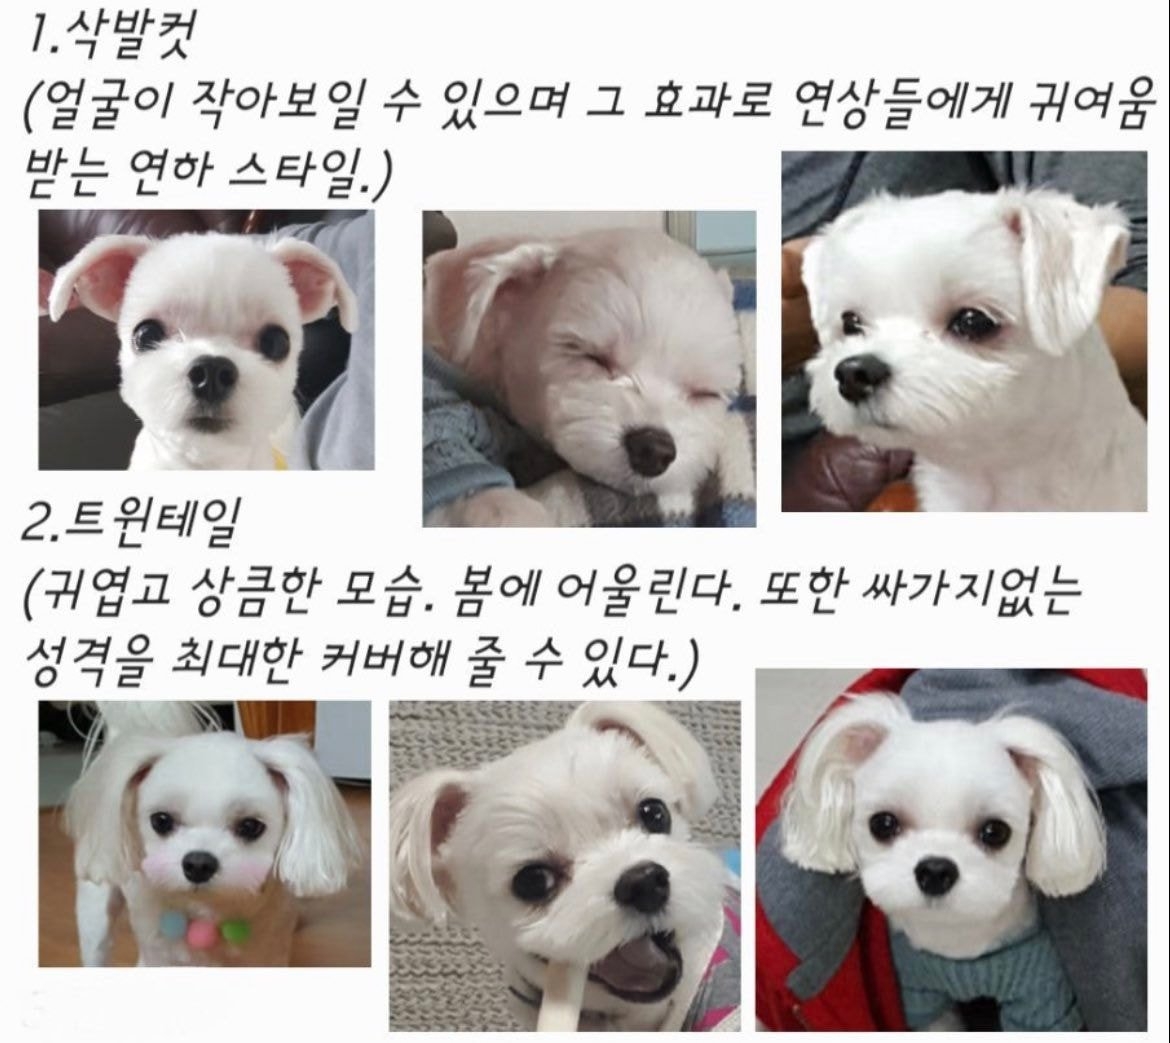 1.삭발컷
(얼굴이 작아보일 수 있으며 그 효과로 연상들에게 귀여움
받는 연하 스타일.)
2.트윈테일
(귀엽고 상큼한 모습. 봄에 어울린다. 또한 싸가지없는
성격을 최대한 커버해 줄 수 있다.)